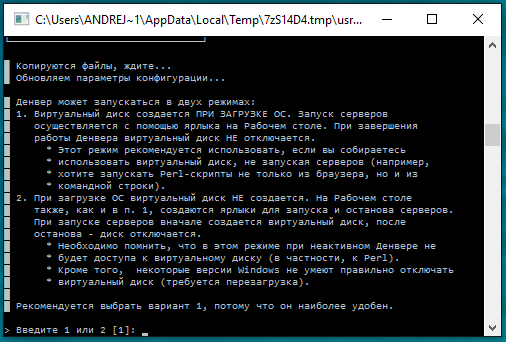 C:\Users\ANDREJ~1\AppData\Local\Temp\7zS14D4.tmp\usr...
Копируются файлы, ждите...
Обновляем параметры конфигурации...
Денвер может запускаться в двух режимах:
1. Виртуальный диск создается ПРИ ЗАГРУЗКЕ ОС. Запуск серверов
осуществляется с помощью ярлыка на Рабочем столе. При завершении
работы Денвера виртуальный диск НЕ отключается.
* Этот режим рекомендуется использовать, если вы собираетесь
* использовать виртуальный диск, не запуская серверов (например,
* хотите запускать Perl-скрипты не только из браузера, но и из
* командной строки).
2. При загрузке ОС виртуальный диск НЕ создается. На Рабочем столе
также, как и в п. 1, создаются ярлыки для запуска и останова серверов.
При запуске серверов вначале создается виртуальный диск, после
останова - диск отключается.
* Необходимо помнить, что в этом режиме при неактивном Денвере не
* будет доступа к виртуальному диску (в частности, к Perl).
* Кроме того, некоторые версии Windows не умеют правильно отключать
* виртуальный диск (требуется перезагрузка).
Рекомендуется выбрать вариант 1, потому что он наиболее удобен.
> Введите 1 или 2 [1]: